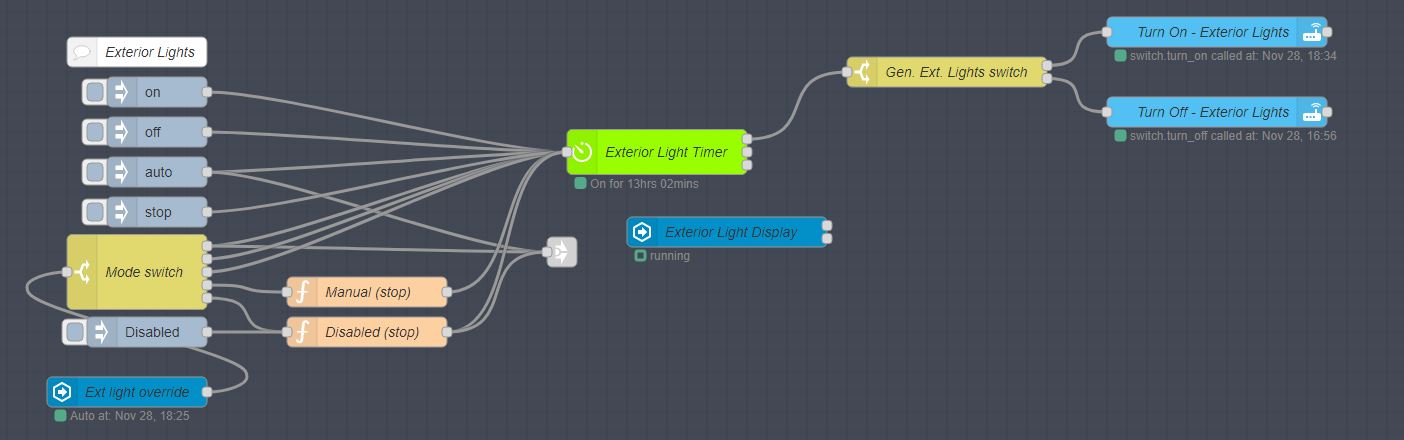 Exterior Lights
on
off
auto
stop
Mode switch
Disabled
Ext light override
Auto at: Nov 28, 18:25
Manual (stop)
Disabled (stop)
Exterior Light Timer
On for 13hrs 02mins
Exterior Light Display
running
Gen. Ext. Lights switch
Turn On - Exterior Lights
switch.turn_on called at: Nov 28, 18:34
Turn Off - Exterior Lights
switch.turn_off called at: Nov 28, 16:56